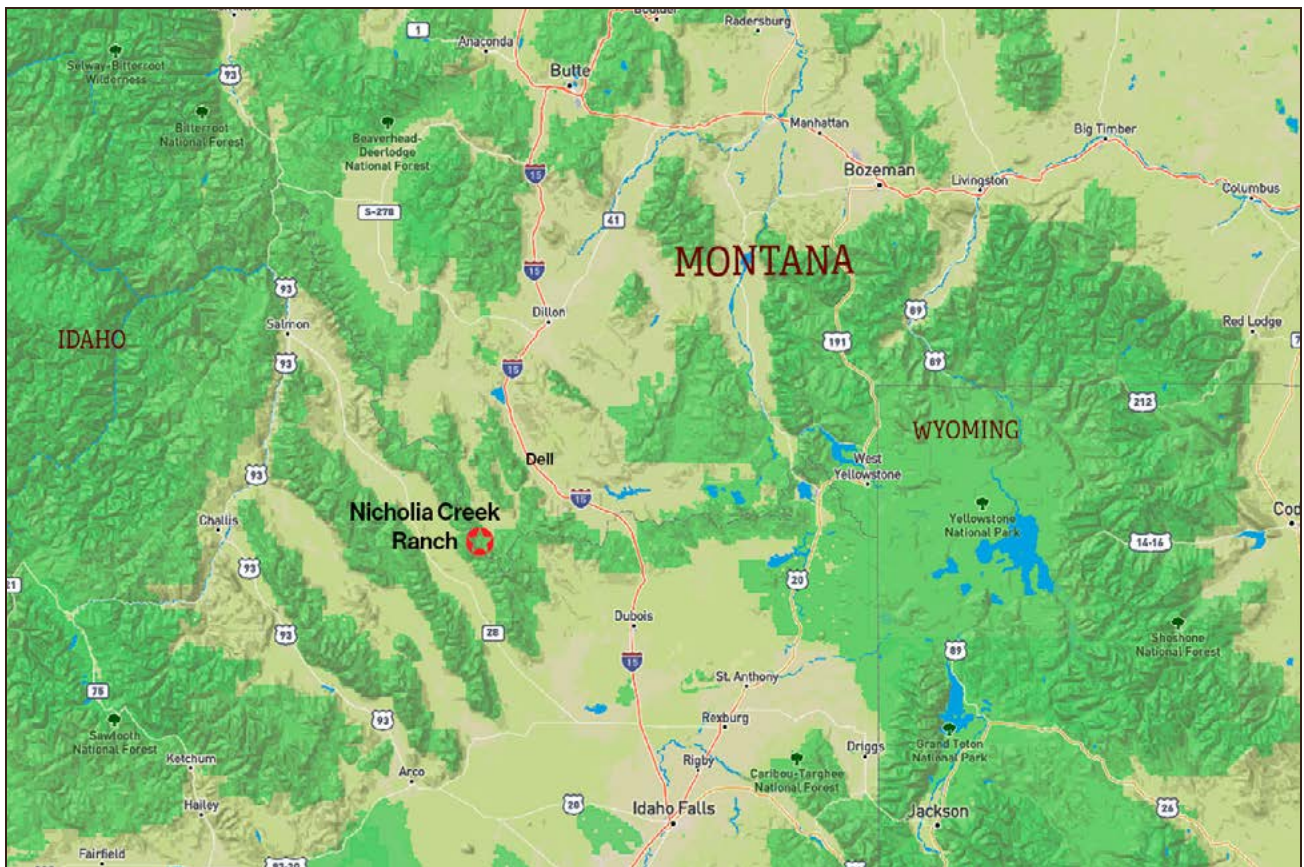 Radersburg
1
Anaconda
Selway-Bitterroot
Wilderness
93
Butte
Bitterroot
National Forest
Beaverhead-
Deerlodge
National Forest
Manhattan
Big Timber
15
Bozeman
Livingston
Columbus
S-278
41
MONTANA
15
93
89
Dillon
Red Lodge
Salmon
IDAHO
191
93
15
89
212
WYOMING
Dell
West
Yellowstone
93
15
Nicholia Creek
Ranch
Challis
Yellowstone
National Park
14-16
93
20
21
Dubois
Shoshone
National Forest
28
93
89
15
St. Anthony
75
Rexburg
93
Sawtooth
National Forest
Driggs
Grand Teton
National Park
Ketchum
Rigby
Arco
Caribou-Targhee
National Forest
Hailey
20
Idaho Falls
Jackson
26
Fairfield